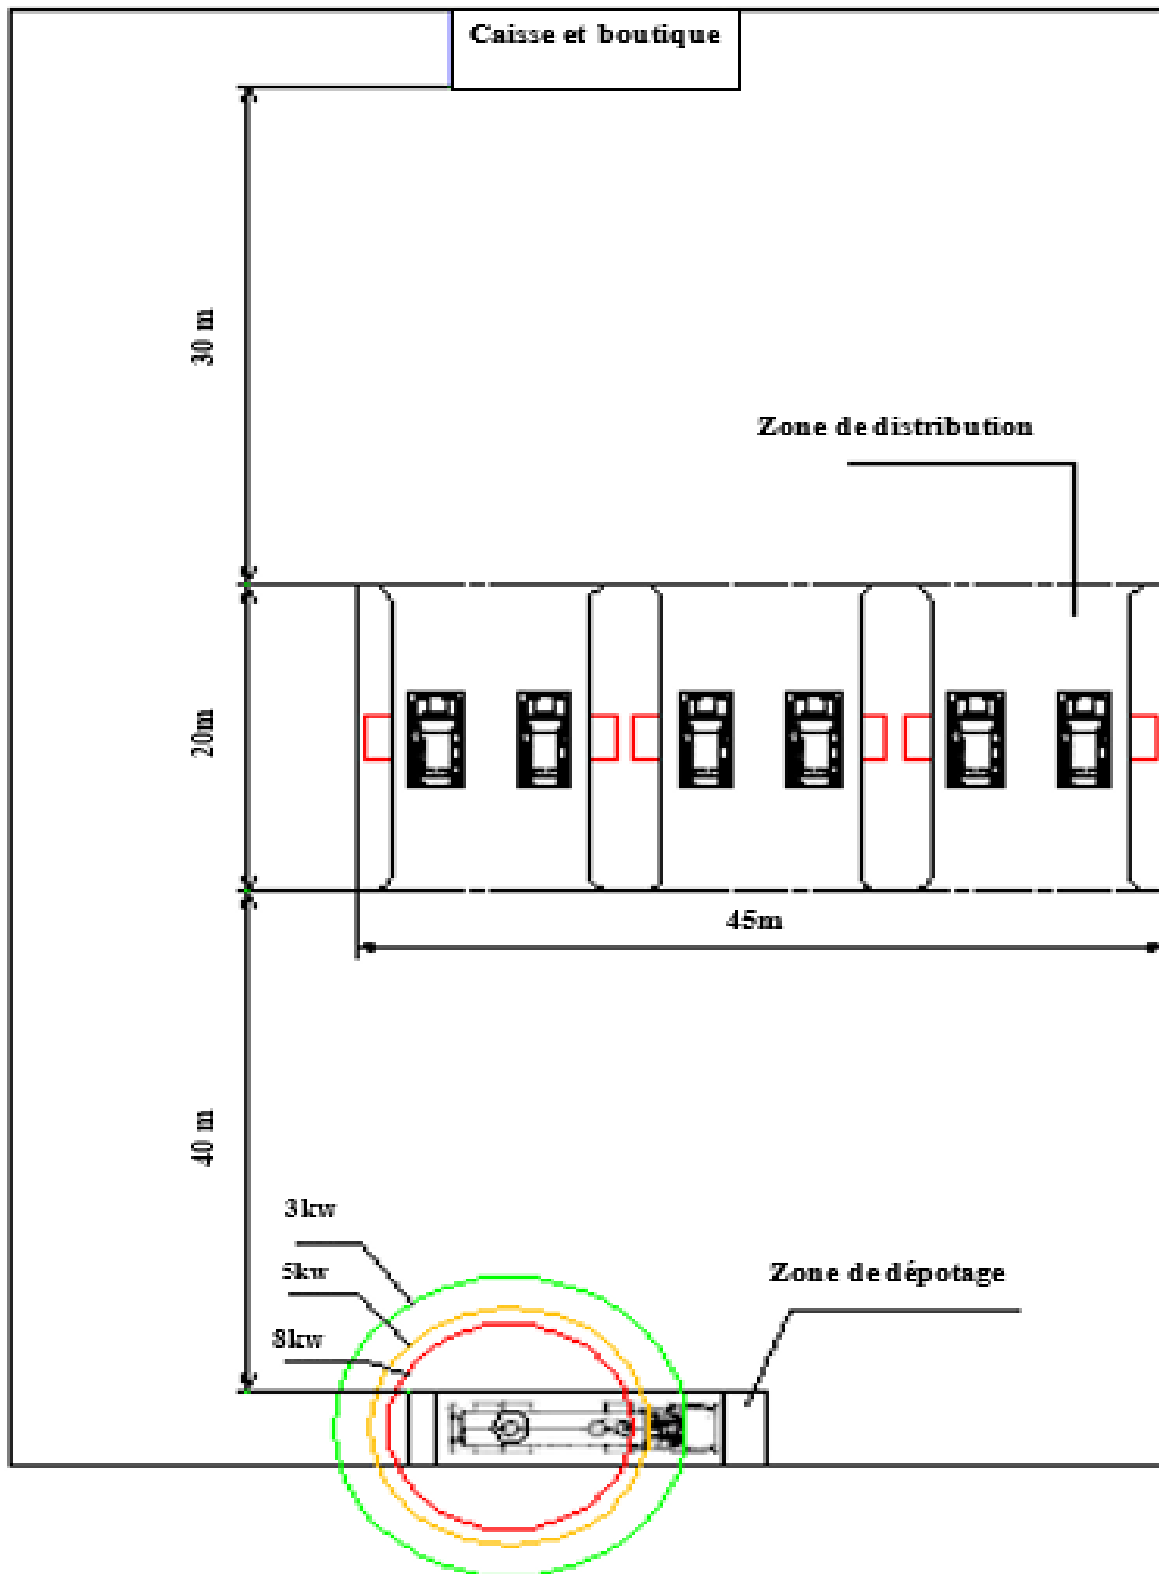 Caisse et boutique
30 m
Zone de distribution
20m
45m
40 m
3kw
5kw
8kw
Zone de dépotage